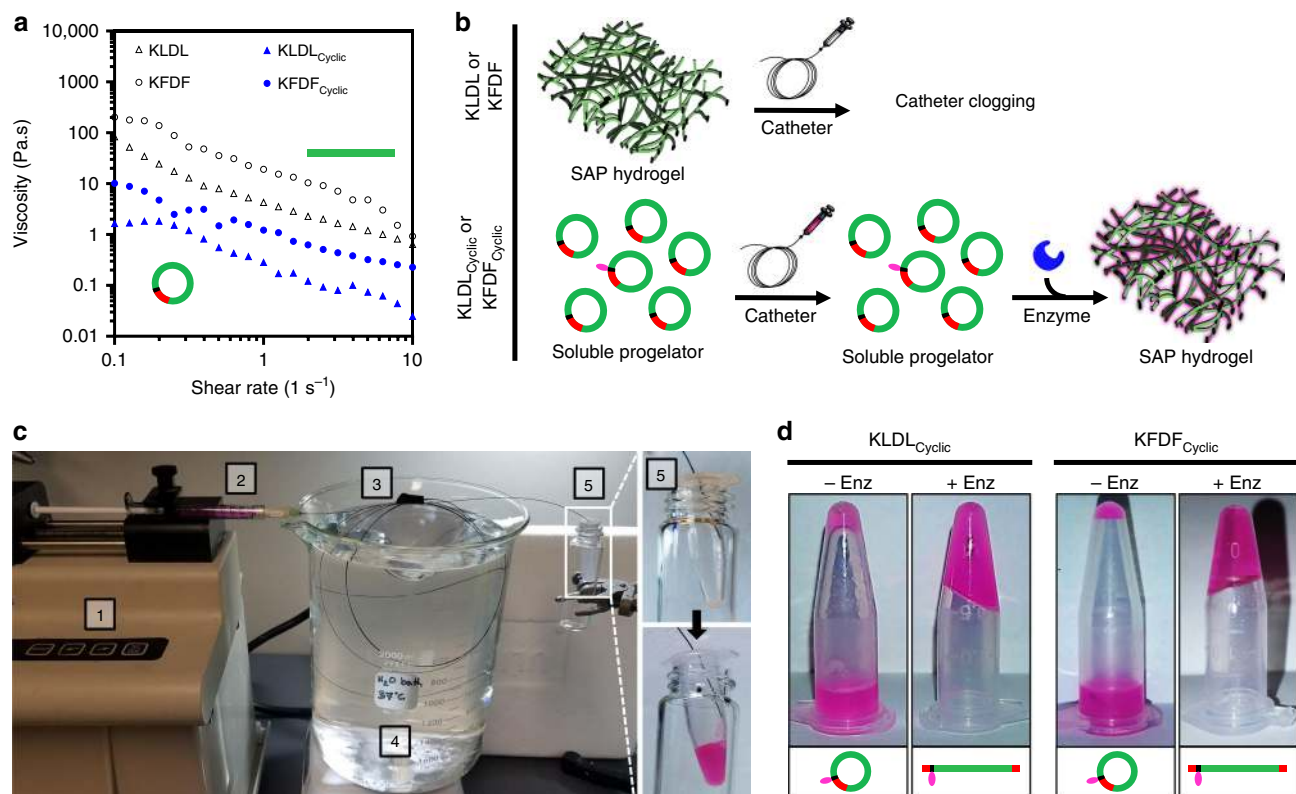 a
10,000
1000
100
10
1
0.1
0.01
Viscosity (Pa.s)
KLDL
KLDLCyclic
KFDF
KFDFCyclic
0.1
1
10
Shear rate (1 s⁻¹)
b
KLDL or
KFDF
SAP hydrogel
Catheter
Catheter clogging
KLDLCyclic or
KFDFCyclic
Soluble progelator
Catheter
Soluble progelator
Enzyme
SAP hydrogel
c
1
2
3
4
5
5
H₂O bath
37°C
800
1000
d
KLDLCyclic
KFDFCyclic
– Enz
+ Enz
– Enz
+ Enz